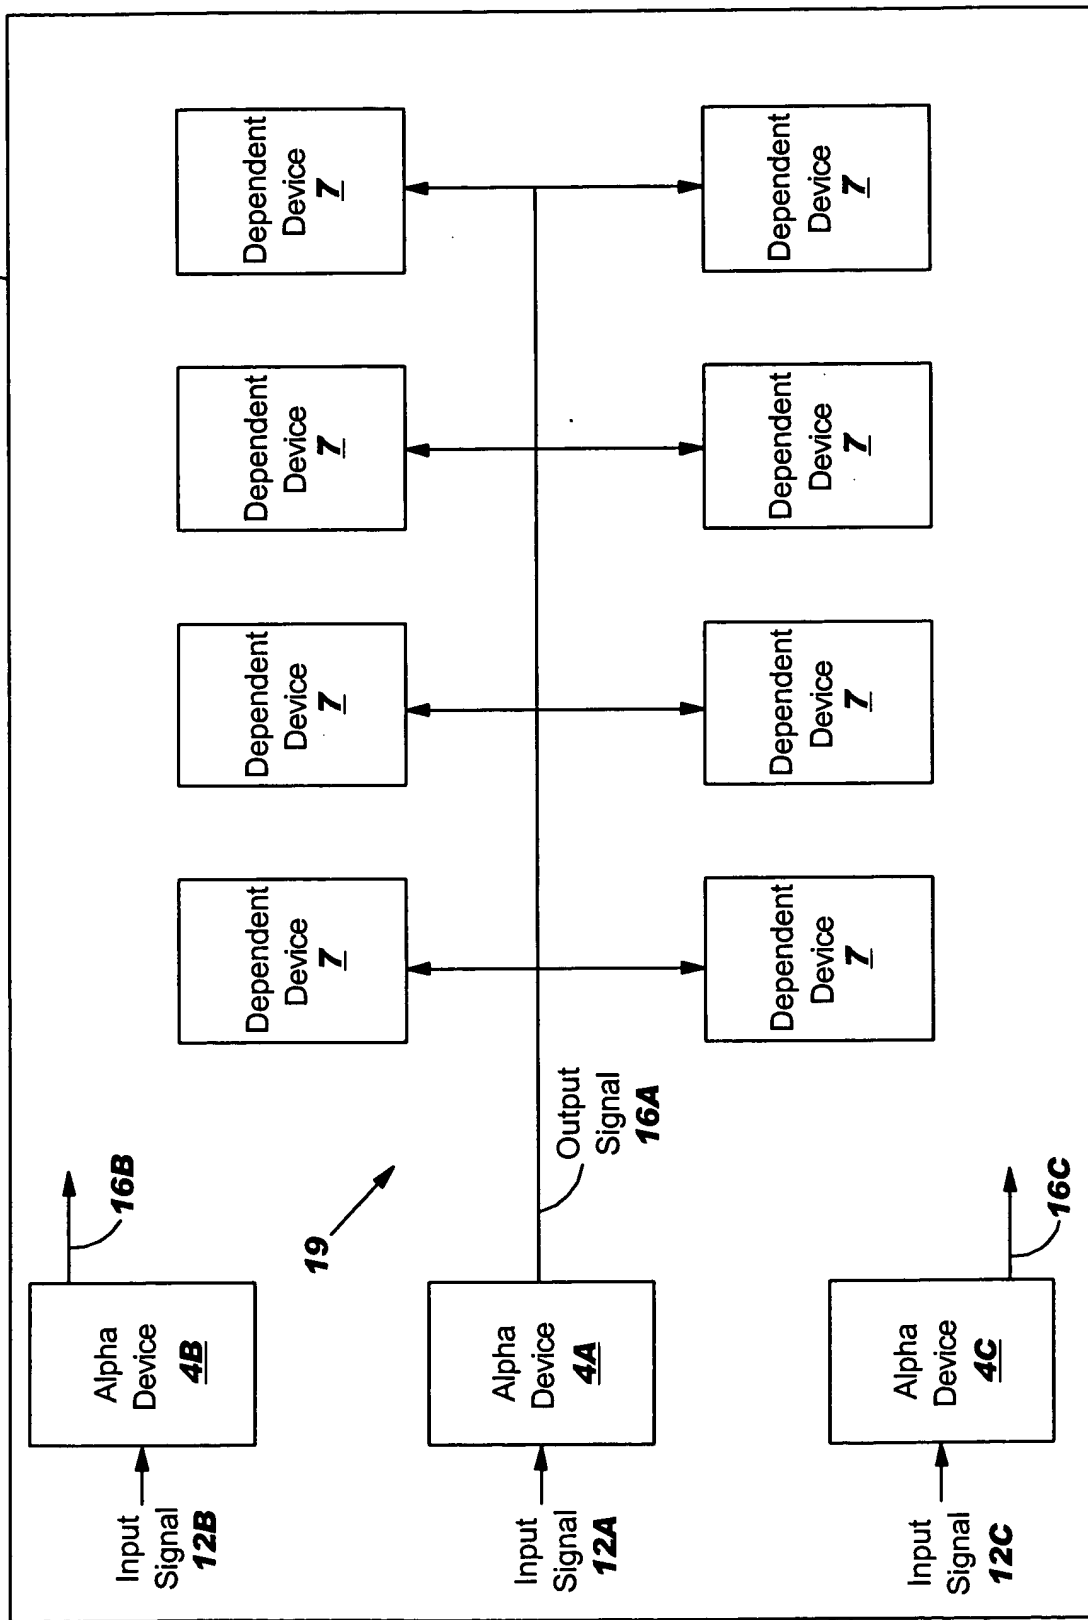 Dependent
Device
7
Dependent
Device
7
Dependent
Device
7
Dependent
Device
7
Dependent
Device
7
Dependent
Device
7
Dependent
Device
7
Dependent
Device
7
16B
19
Output
Signal
16A
16C
Alpha
Device
4B
Alpha
Device
4A
Alpha
Device
4C
Input
Signal
12B
Input
Signal
12A
Input
Signal
12C